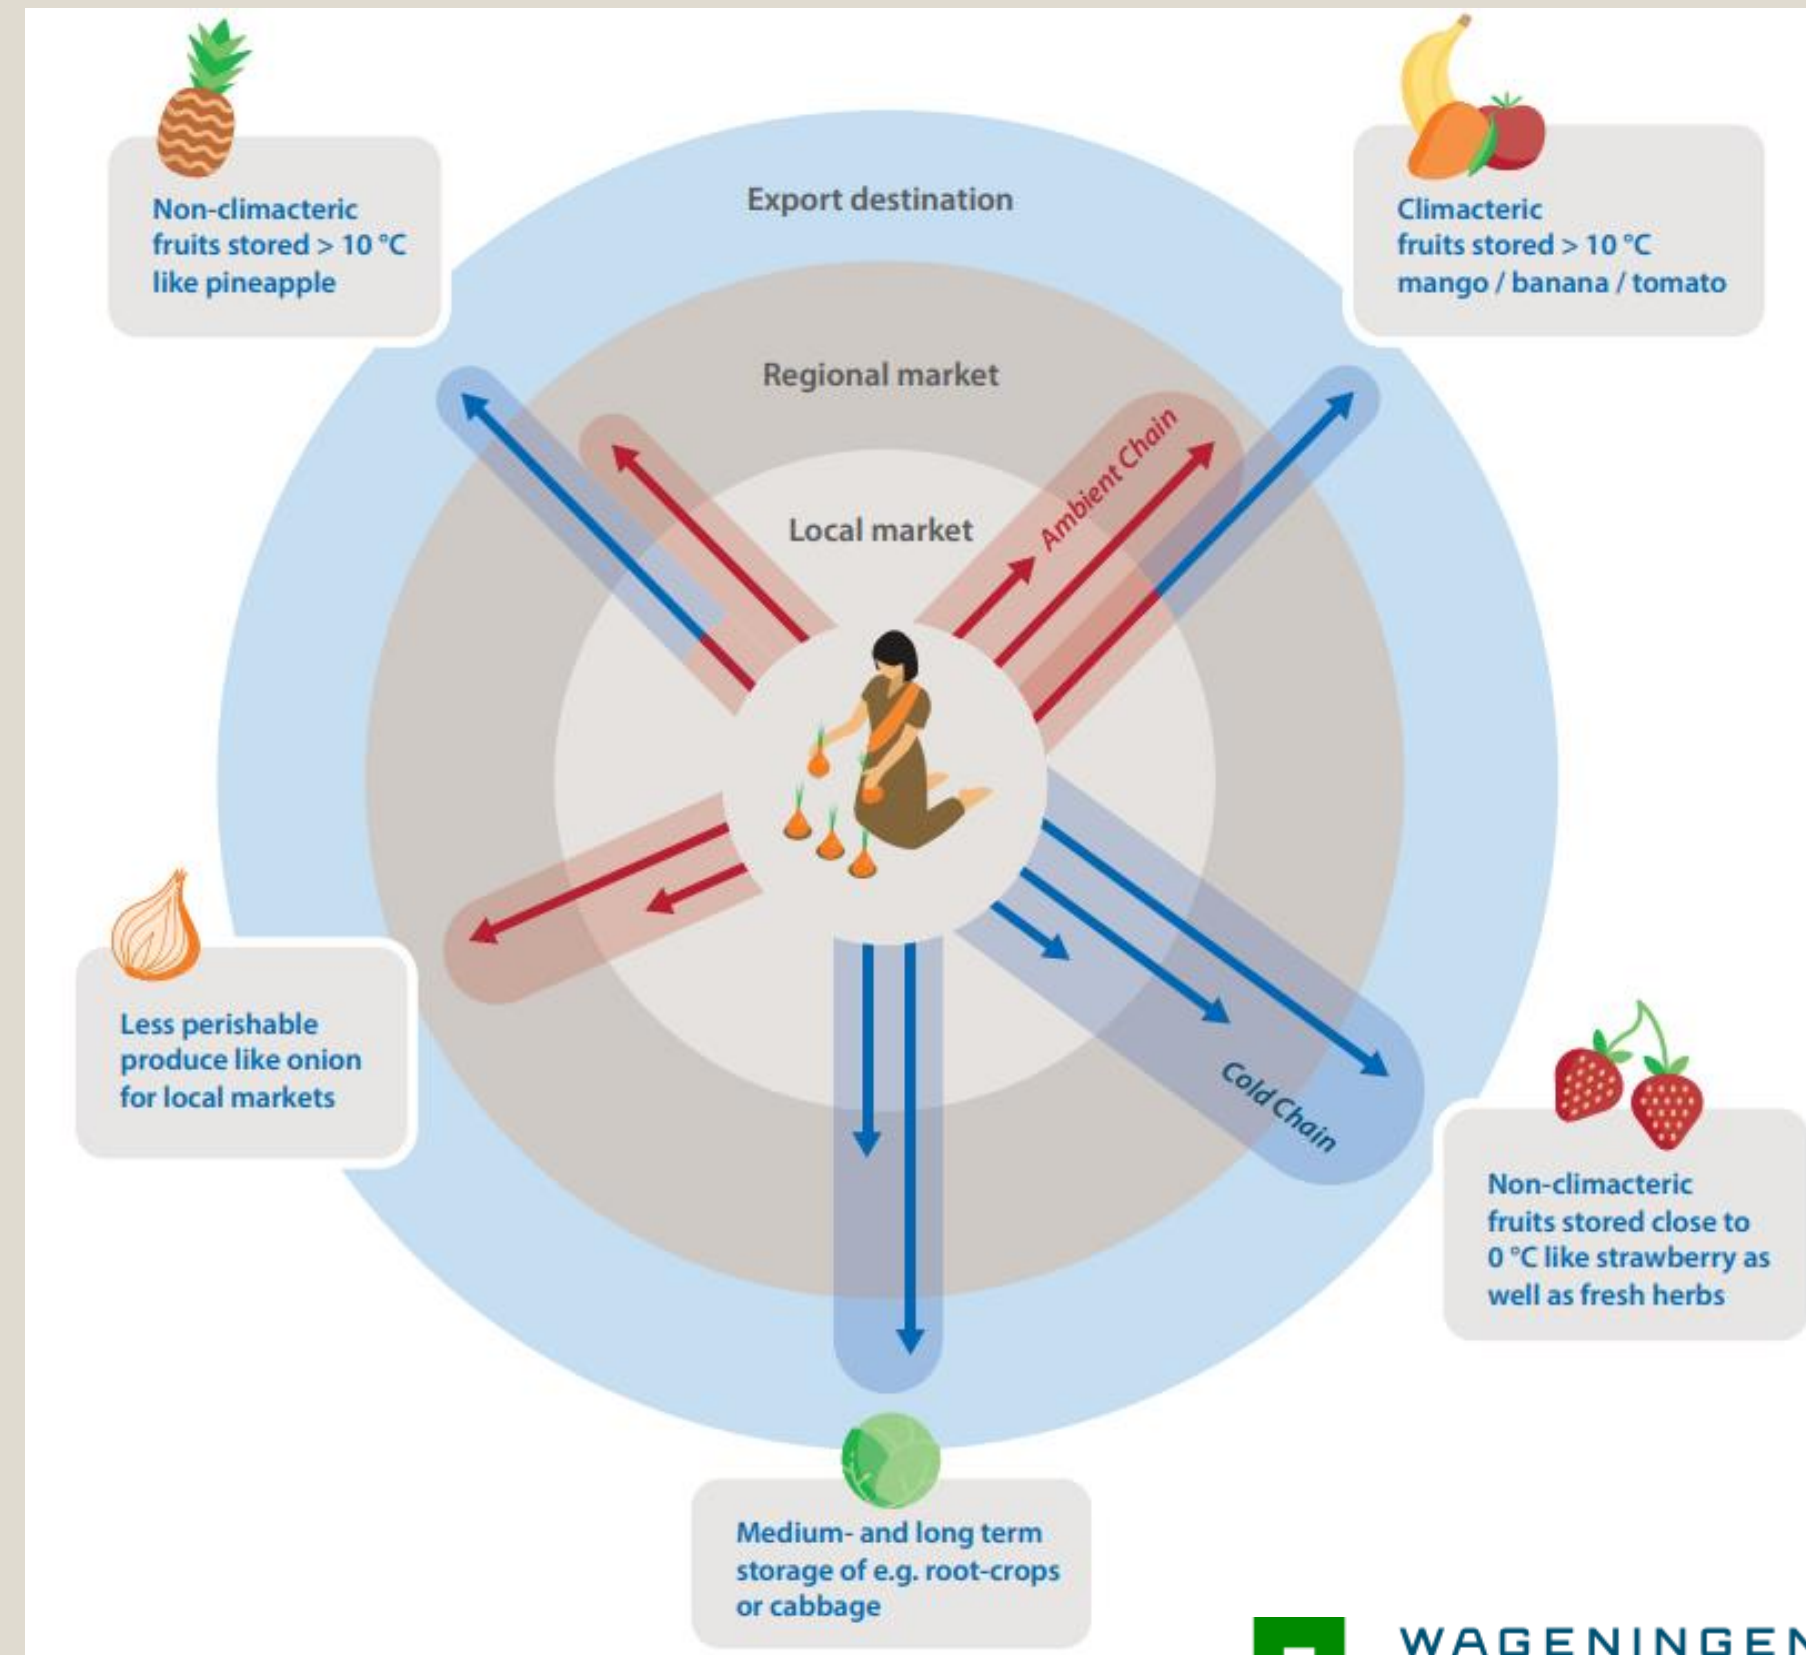 Non-climacteric
fruits stored > 10 °C
like pineapple
Climacteric
fruits stored > 10 °C
mango / banana / tomato
Export destination
Regional market
Local market
Ambient Chain
Cold Chain
Less perishable
produce like onion
for local markets
Non-climacteric
fruits stored close to
0 °C like strawberry as
well as fresh herbs
Medium- and long term
storage of e.g. root-crops
or cabbage
WAGENINGEN